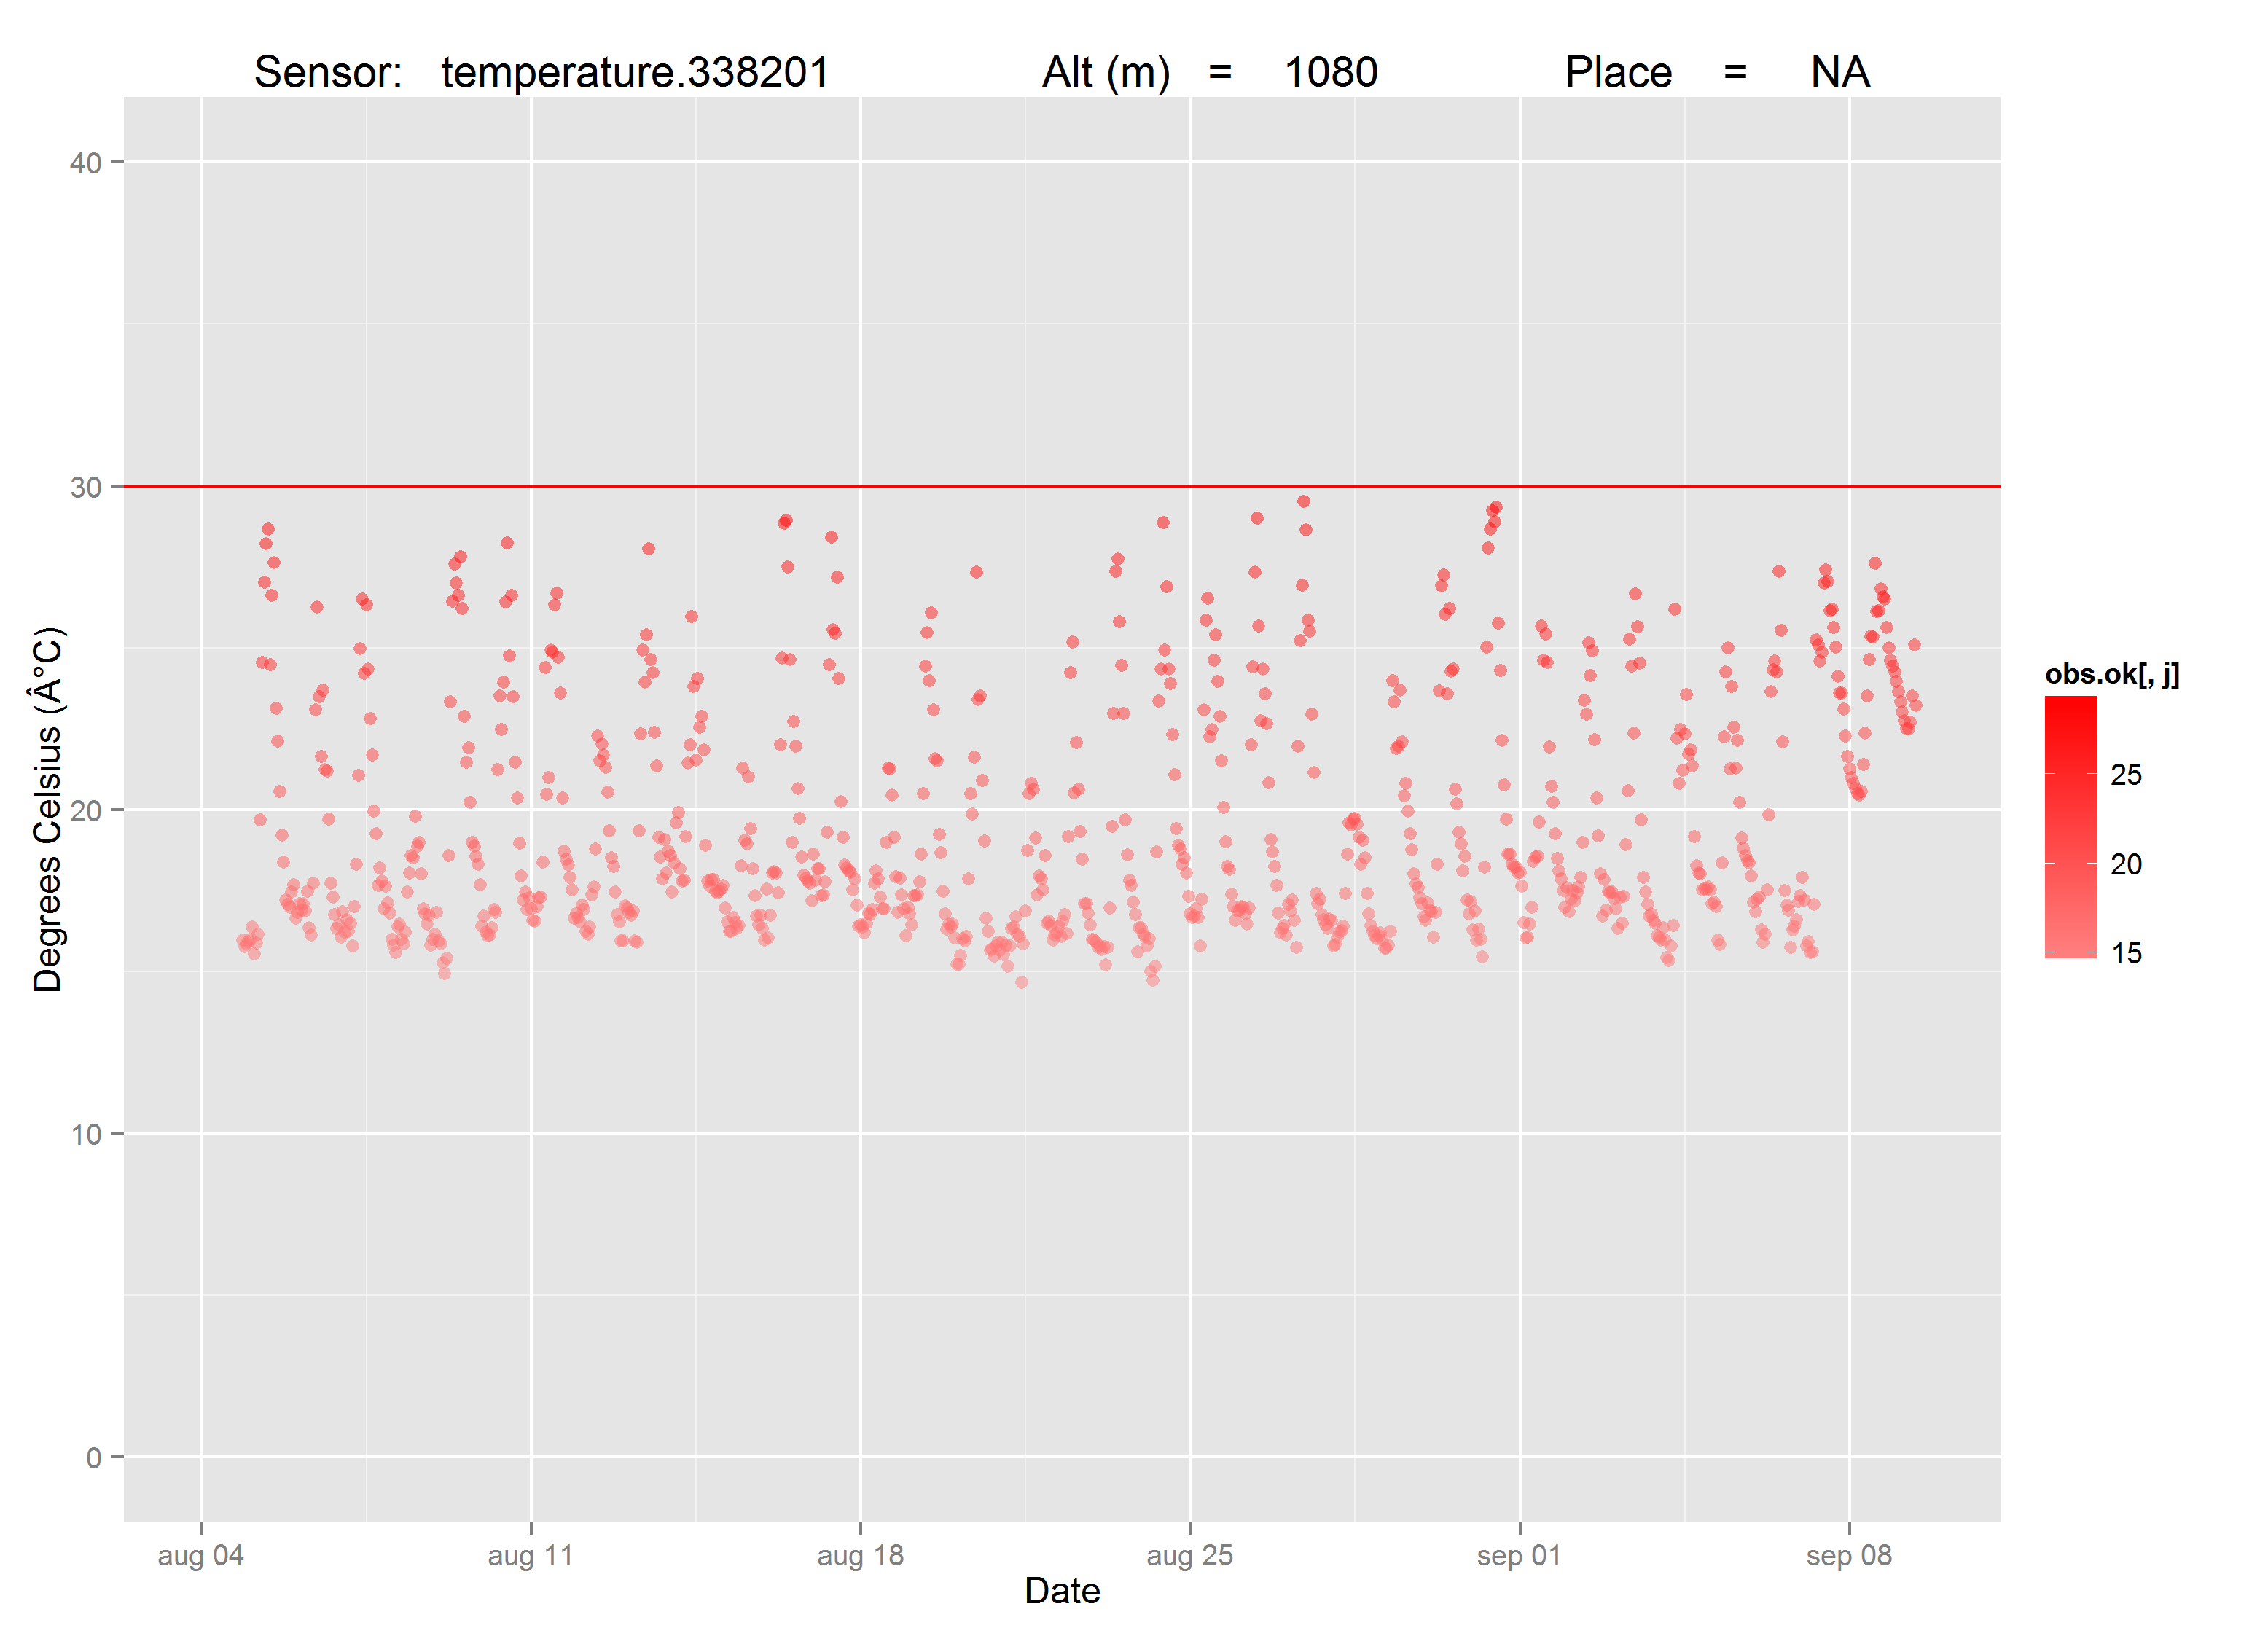 Sensor: temperature.338201 Alt (m) = 1080 Place = NA
40
30
20
10
0
Degrees Celsius (Â°C)
aug 04 aug 11 aug 18 aug 25 sep 01 sep 08
Date
obs.ok[, j]
25
20
15